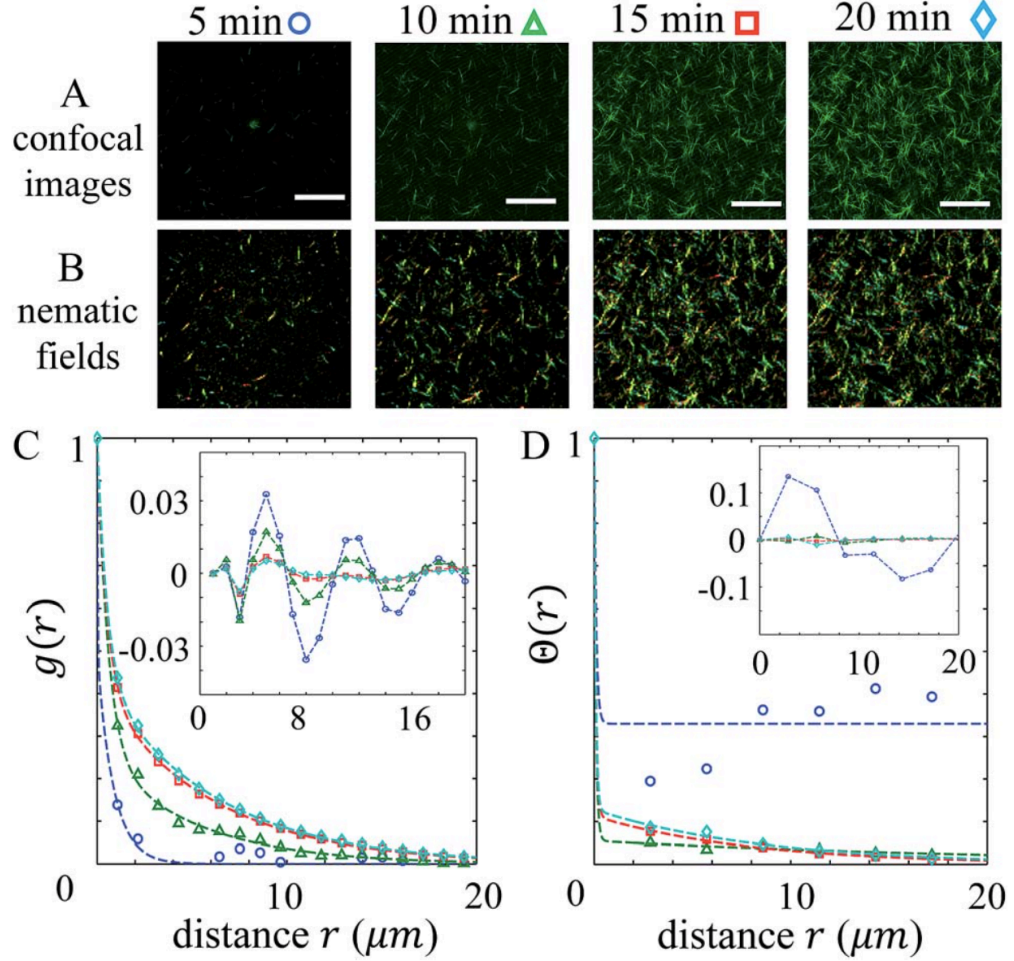 5 min 10 min 15 min 20 min
A
confocal
images
B
nematic
fields
C
1
g(r)
0.03
0
-0.03
0 8 16
0 10 20
distance r (μm)
D
1
Θ(r)
0.1
0
-0.1
0 10 20
0 10 20
distance r (μm)